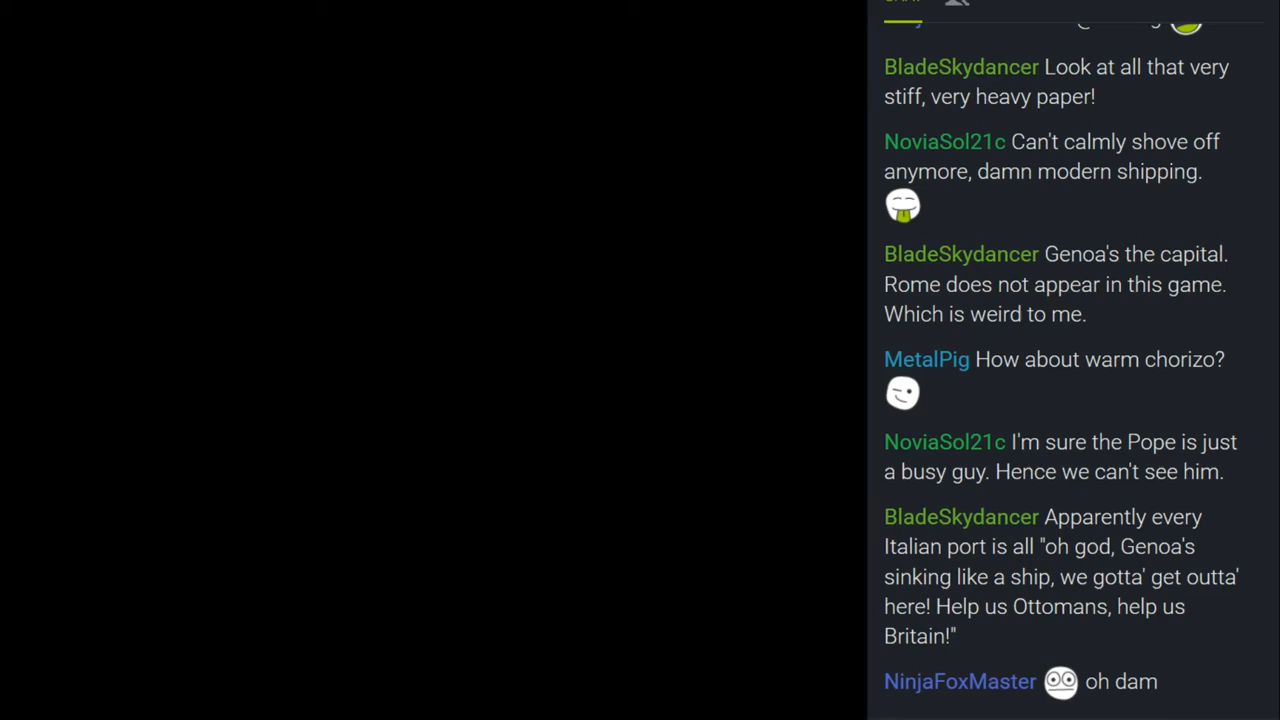 BladeSkydancer Look at all that very
stiff, very heavy paper!
NoviaSol21c Can't calmly shove off
anymore, damn modern shipping.
BladeSkydancer Genoa's the capital.
Rome does not appear in this game.
Which is weird to me.
MetalPig How about warm chorizo?
NoviaSol21c I'm sure the Pope is just
a busy guy. Hence we can't see him.
BladeSkydancer Apparently every
Italian port is all "oh god, Genoa's
sinking like a ship, we gotta' get outta'
here! Help us Ottomans, help us
Britain!"
NinjaFoxMaster oh dam